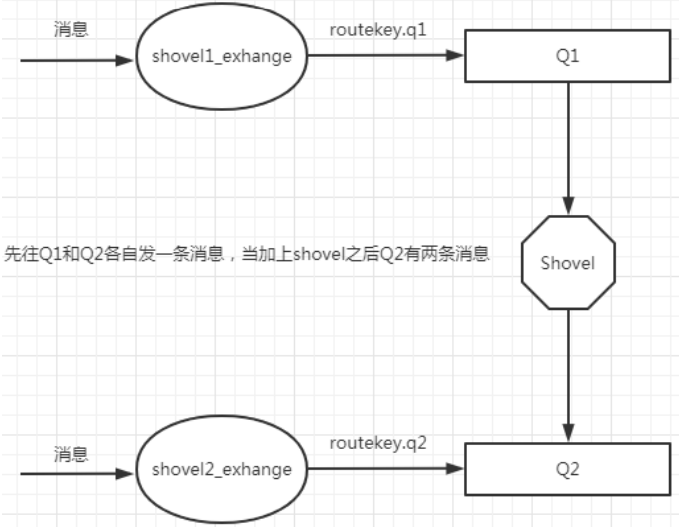 消息
routekey.q1
shovel1_exhange
Q1
先往Q1和Q2各自发一条消息，当加上shovel之后Q2有两条消息
Shovel
消息
routekey.q2
shovel2_exhange
Q2